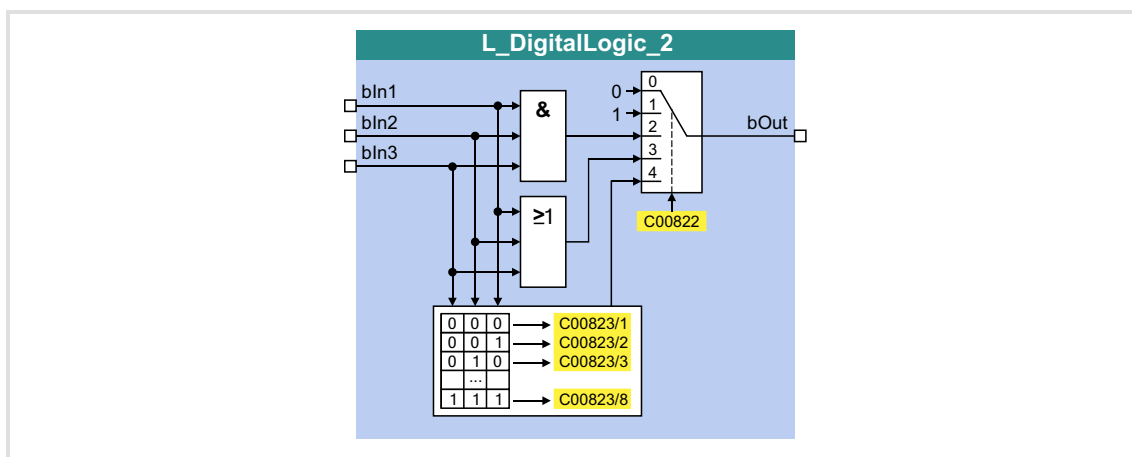 L_DigitalLogic_2
bIn1
bIn2
bIn3
&
≥1
0
1
0
1
2
3
4
bOut
C00822
0 0 0 C00823/1
0 0 1 C00823/2
0 1 0 C00823/3
...
1 1 1 C00823/8